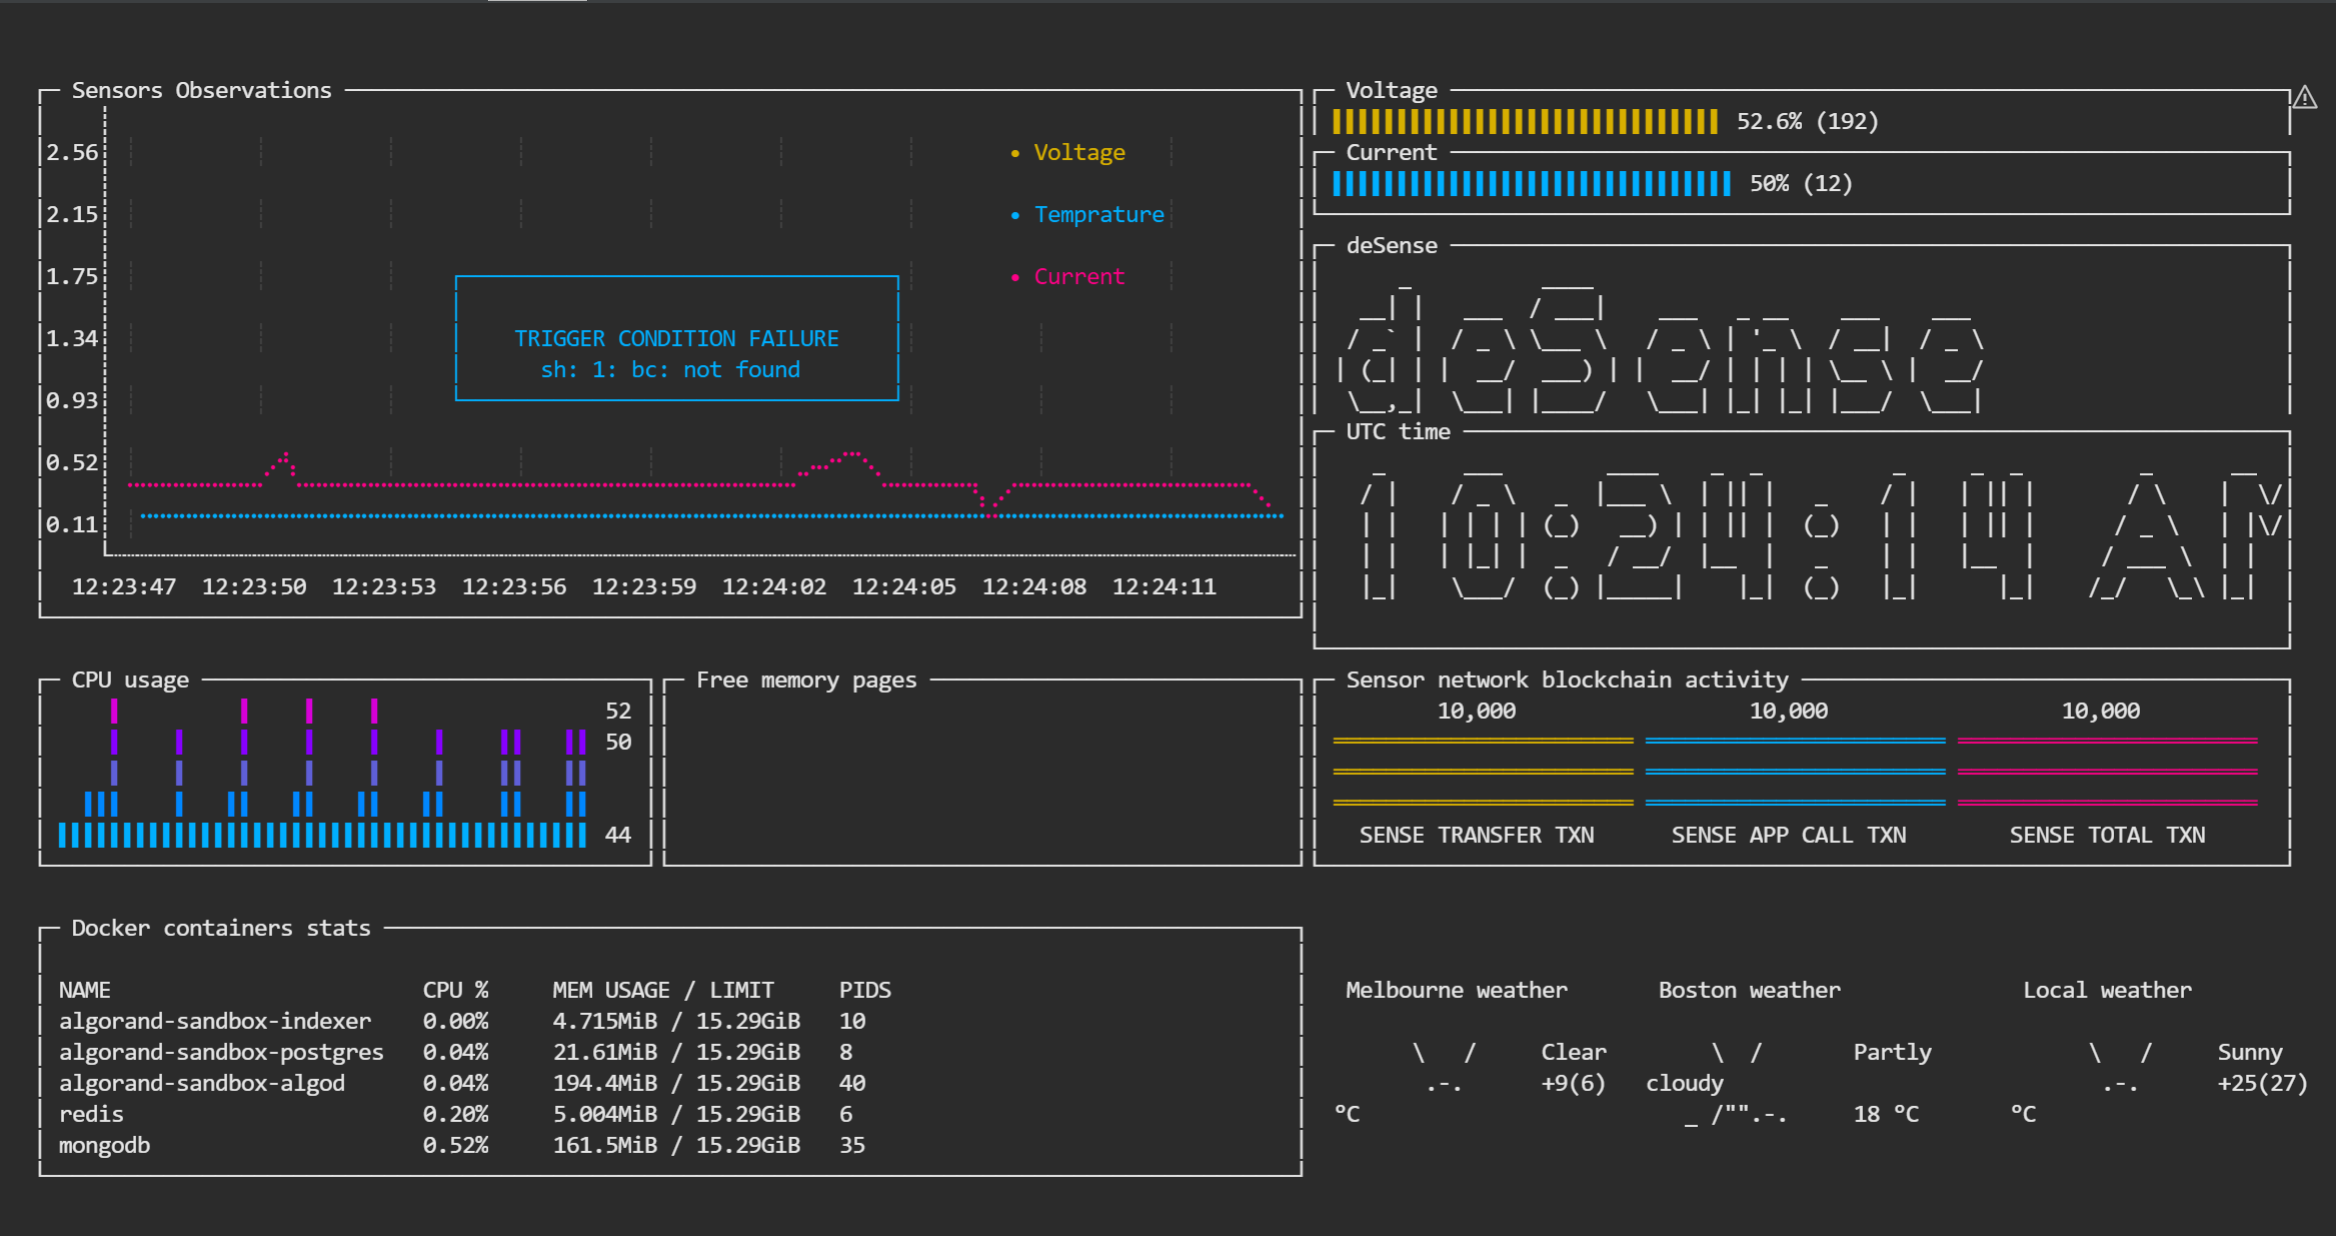 Sensors Observations
2.56
2.15
1.75
1.34
0.93
0.52
0.11
• Voltage
• Temprature
• Current
TRIGGER CONDITION FAILURE
sh: 1: bc: not found
12:23:47 12:23:50 12:23:53 12:23:56 12:23:59 12:24:02 12:24:05 12:24:08 12:24:11
Voltage
52.6% (192)
Current
50% (12)
deSense
deSense
UTC time
10:24:14 AM
CPU usage
52
50
44
Free memory pages
Sensor network blockchain activity
10,000 10,000 10,000
SENSE TRANSFER TXN SENSE APP CALL TXN SENSE TOTAL TXN
Docker containers stats
NAME CPU % MEM USAGE / LIMIT PIDS
algorand-sandbox-indexer 0.00% 4.715MiB / 15.29GiB 10
algorand-sandbox-postgres 0.04% 21.61MiB / 15.29GiB 8
algorand-sandbox-algod 0.04% 194.4MiB / 15.29GiB 40
redis 0.20% 5.004MiB / 15.29GiB 6
mongodb 0.52% 161.5MiB / 15.29GiB 35
Melbourne weather
Clear
+9(6)
°C
Boston weather
Partly
cloudy
18 °C
Local weather
Sunny
+25(27)
°C